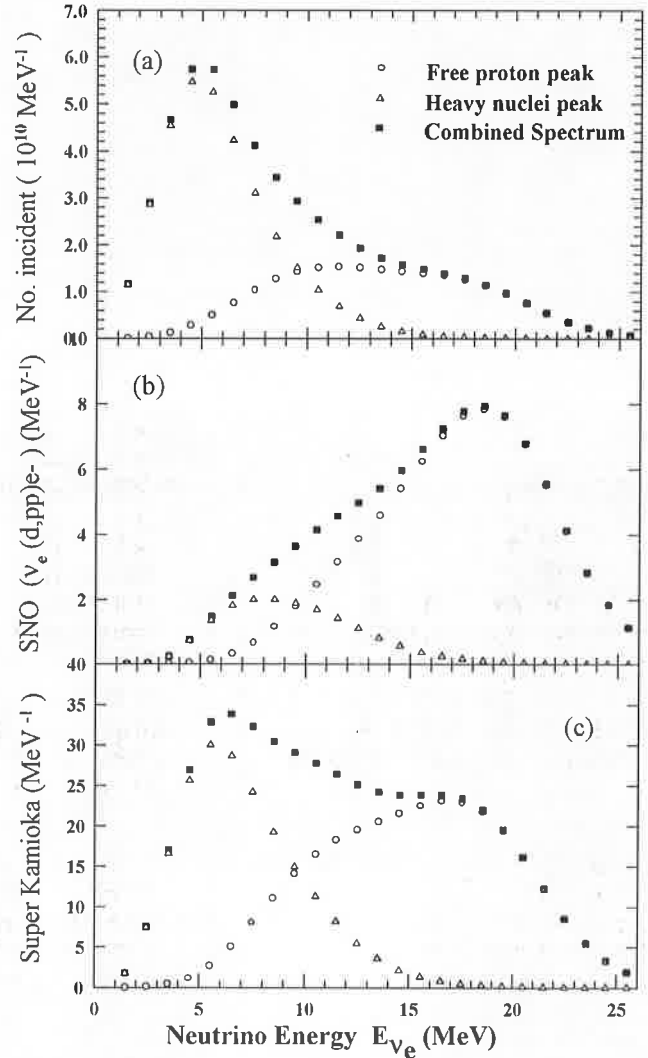 7.0
6.0
5.0
4.0
3.0
2.0
1.0
0.0
(a)
Free proton peak
Heavy nuclei peak
Combined Spectrum
No. incident ( 10¹⁰ MeV⁻¹)
8
6
4
2
0
(b)
SNO (νe (d,pp)e-) (MeV⁻¹)
40
35
30
25
20
15
10
5
0
(c)
Super Kamioka (MeV⁻¹)
0 5 10 15 20 25
Neutrino Energy Eνe (MeV)